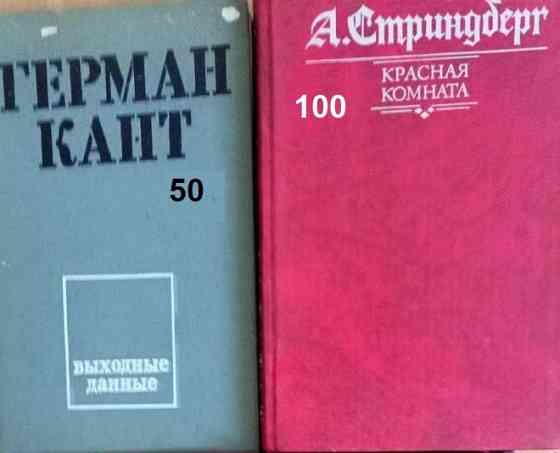 ГЕРМАН
КАНТ
50
выходные
данные
А.Стриндберг
КРАСНАЯ
КОМНАТА
100